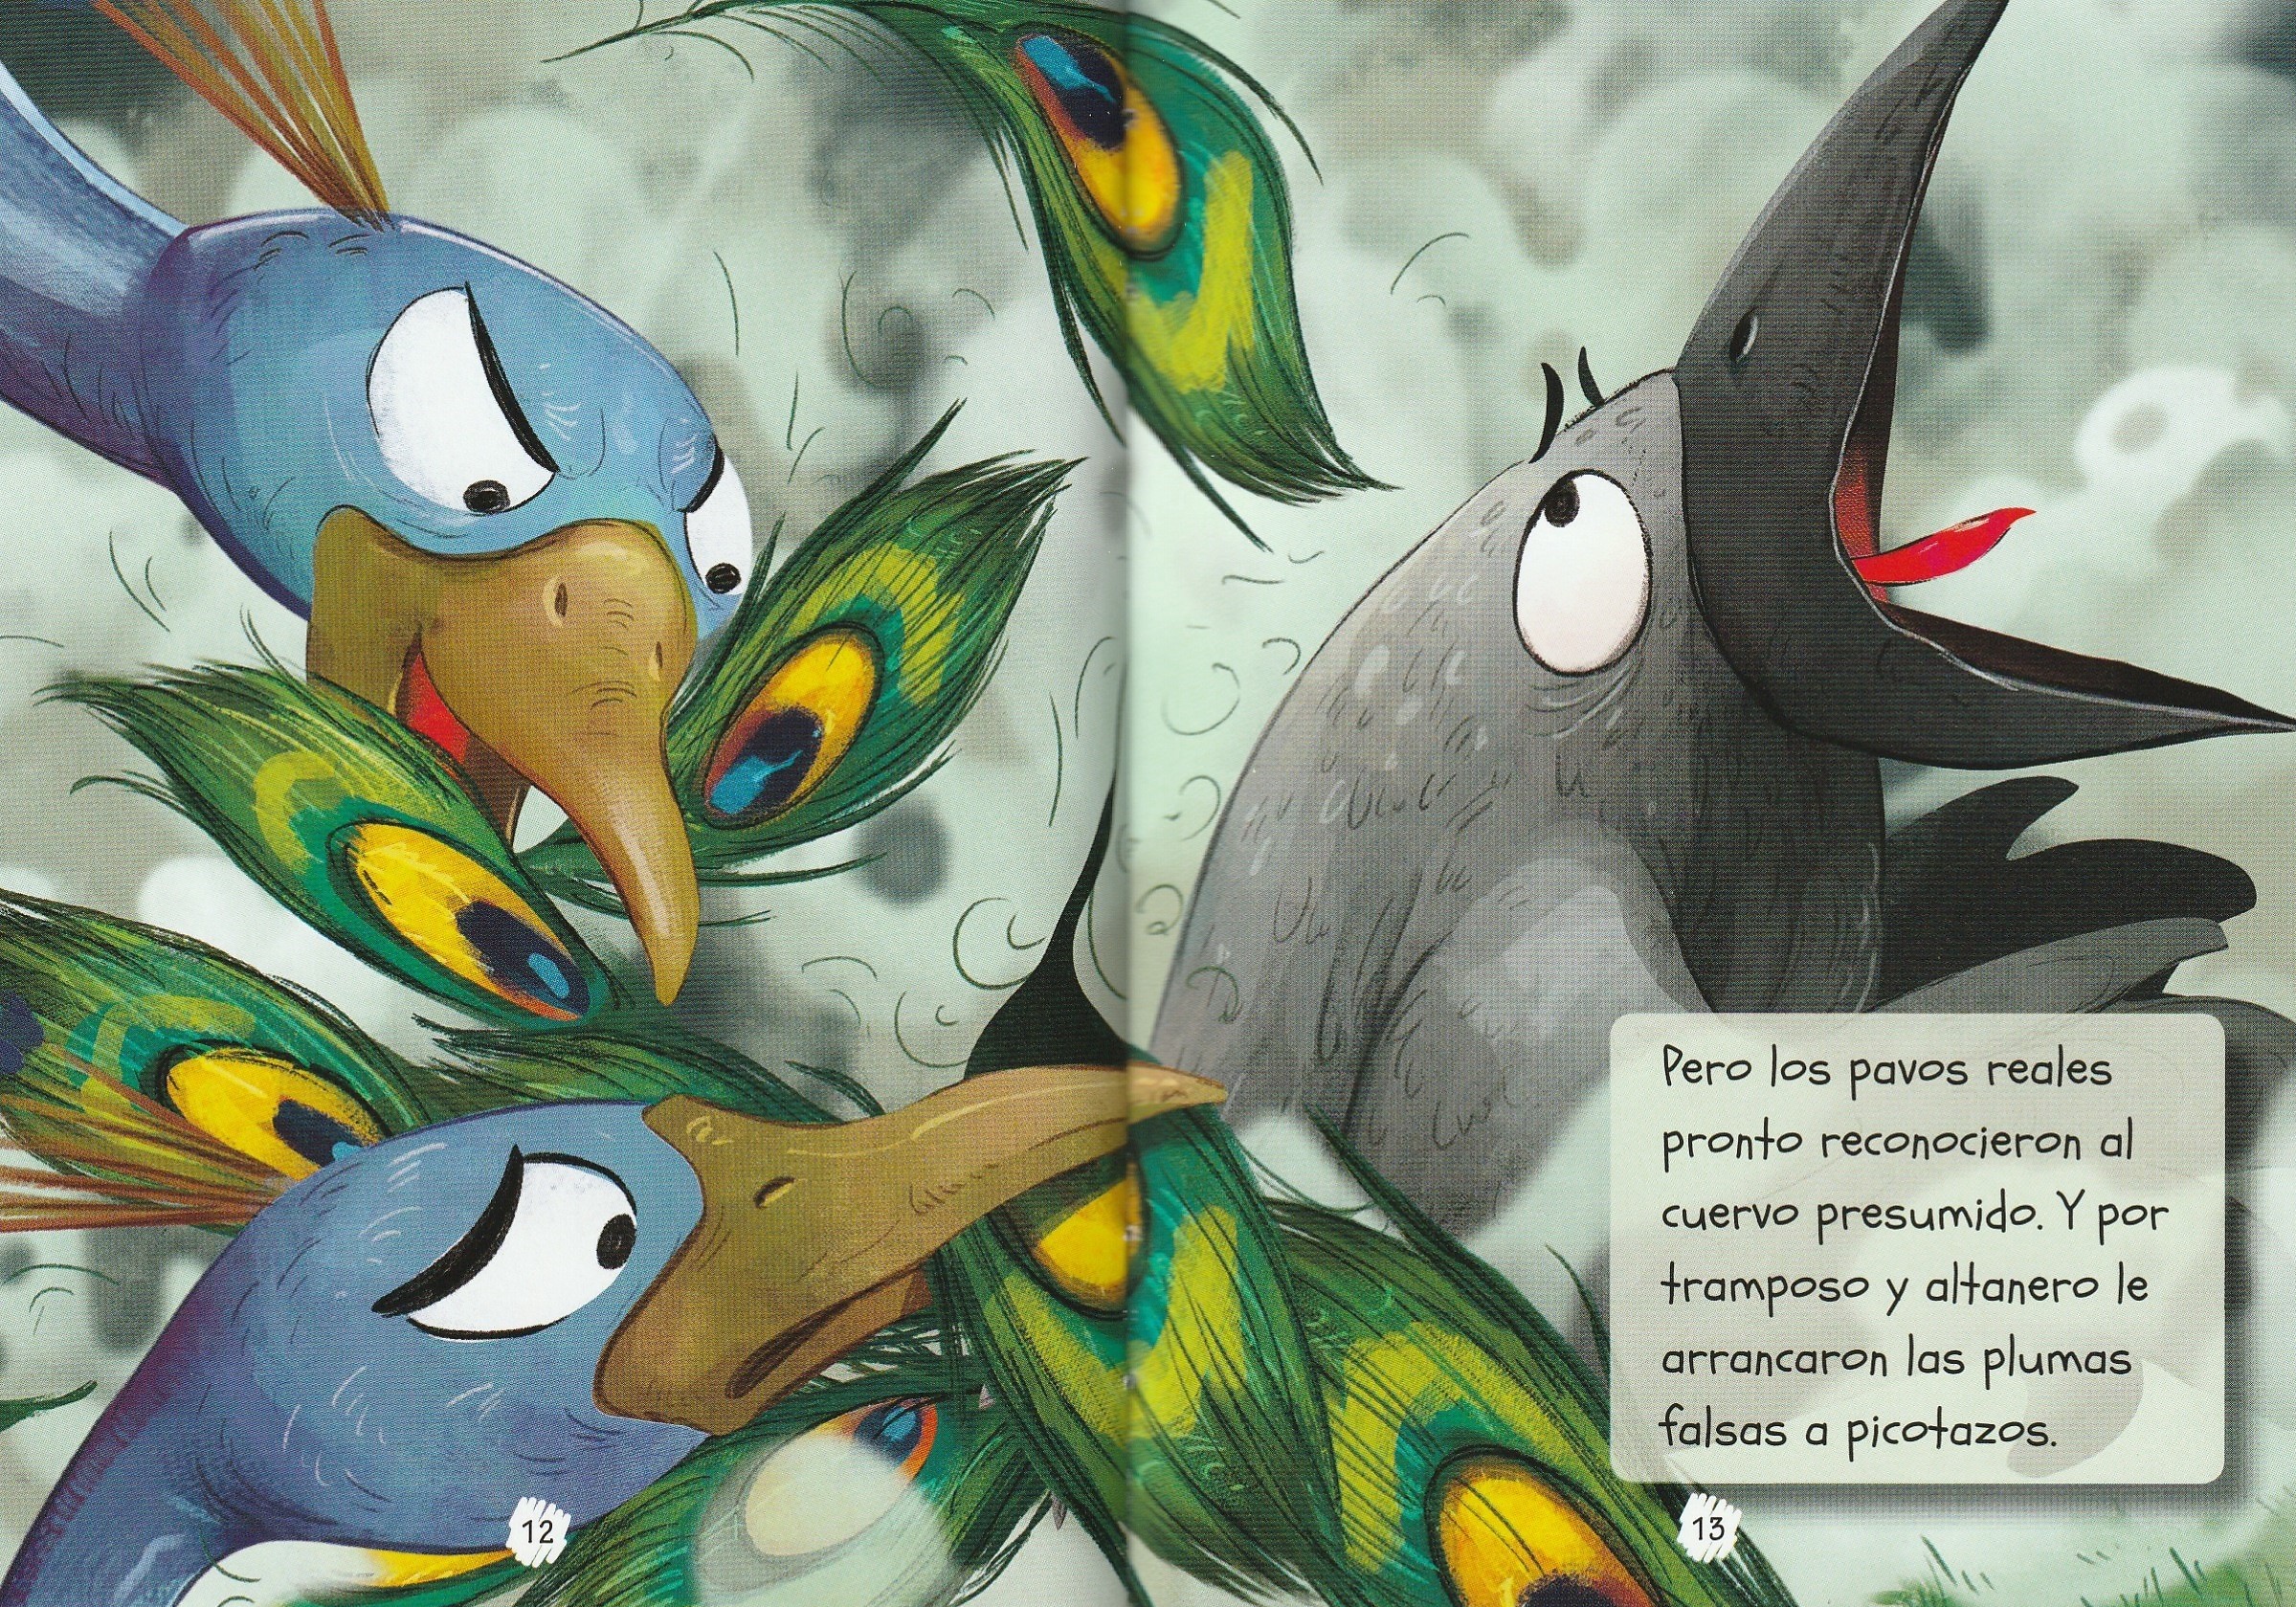 Pero los pavos reales
pronto reconocieron al
cuervo presumido. Y por
tramposo y altanero le
arrancaron las plumas
falsas a picotazos.
12
13